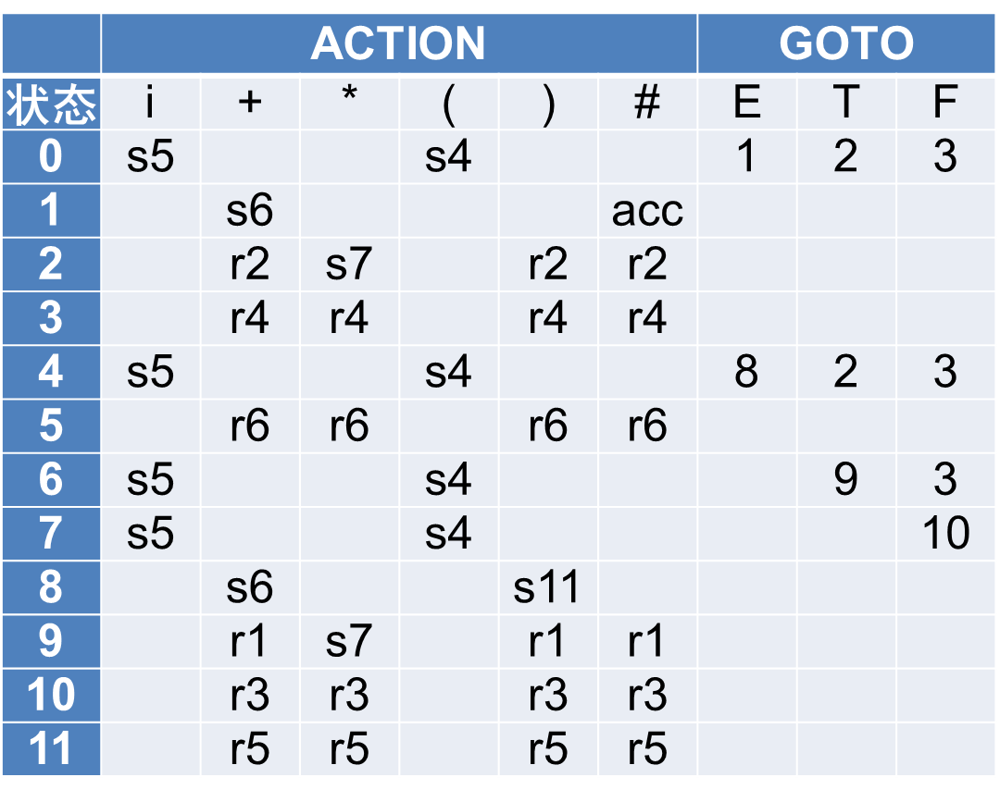 ACTION GOTO
状态 i + * ( ) # E T F
0 s5 s4 1 2 3
1 s6 acc
2 r2 s7 r2 r2
3 r4 r4 r4 r4
4 s5 s4 8 2 3
5 r6 r6 r6 r6
6 s5 s4 9 3
7 s5 s4 10
8 s6 s11
9 r1 s7 r1 r1
10 r3 r3 r3 r3
11 r5 r5 r5 r5